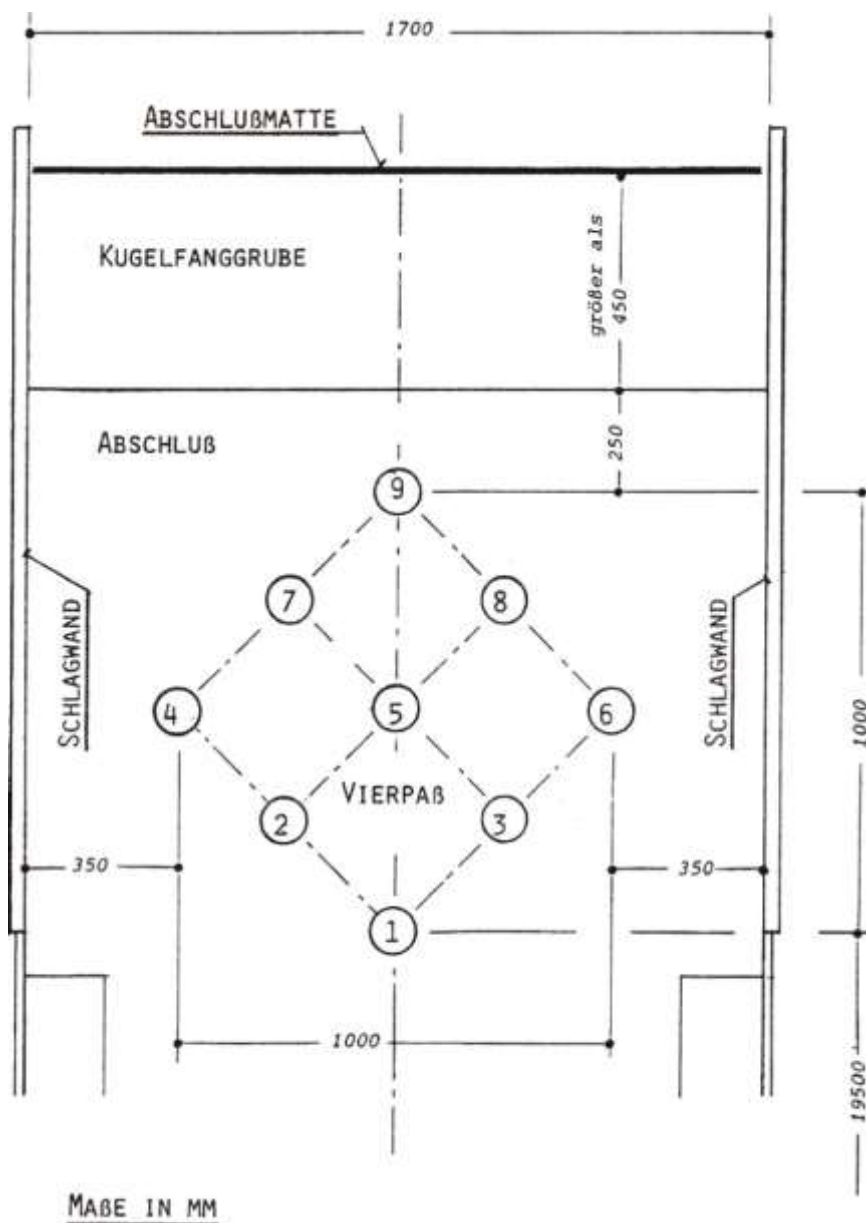 1700
ABSCHLUßMATTE
KUGELFANGGRUBE
größer als
450
ABSCHLUß
250
9
7
8
SCHLAGWAND
SCHLAGWAND
4
5
6
1000
VIERPAß
2
3
350
350
1
1000
19500
MAßE IN MM